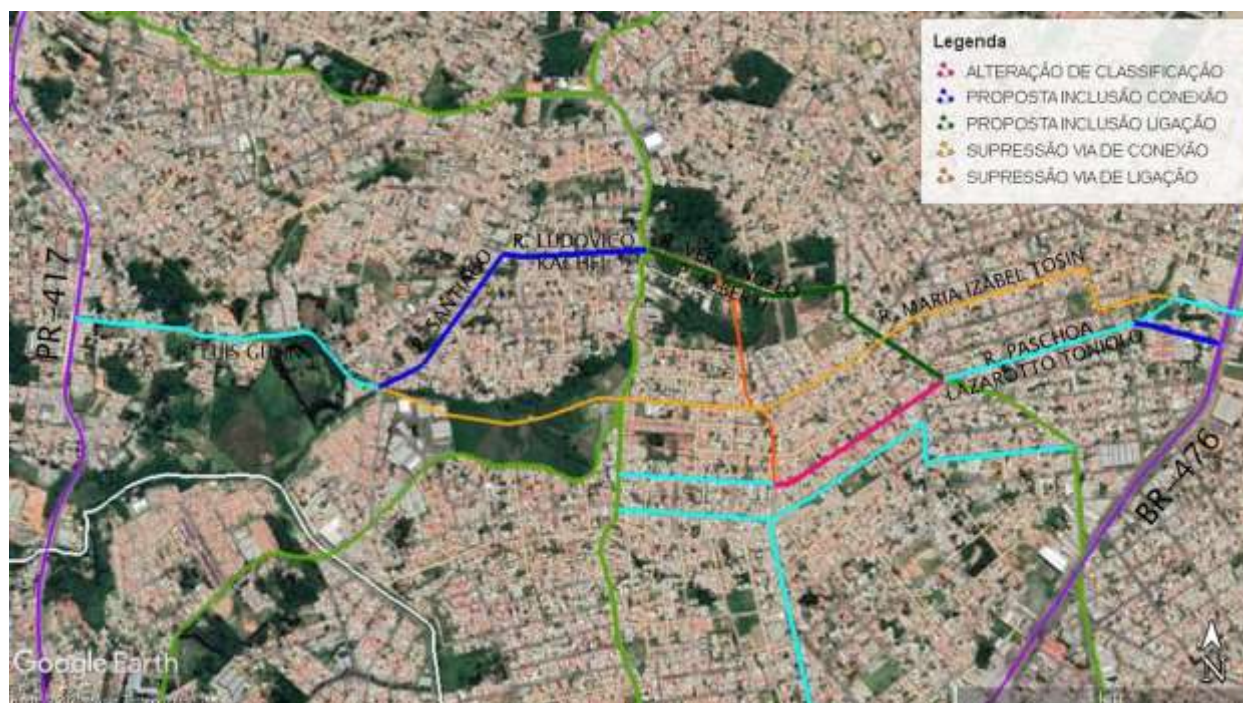 Legenda
ALTERAÇÃO DE CLASSIFICAÇÃO
PROPOSTA INCLUSÃO CONEXÃO
PROPOSTA INCLUSÃO LIGAÇÃO
SUPRESSÃO VIA DE CONEXÃO
SUPRESSÃO VIA DE LIGAÇÃO
PR-417
R. LUDOVICO
R. MARIA IZABEL TOSIN
R. PASCHOA
LAZAROTTO TONIOLO
BR-476
Google Earth
N